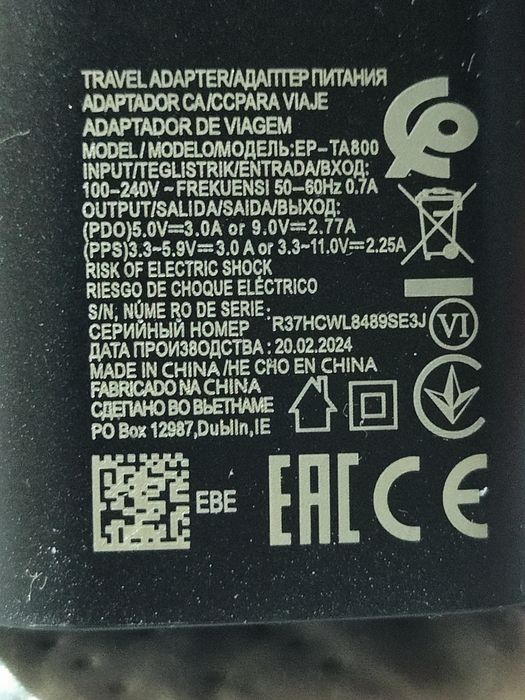 TRAVEL ADAPTER/АДАПТЕР ПИТАНИЯ
ADAPTADOR CA/CCPARA VIAJE
ADAPTADOR DE VIAGEM
MODEL/MODELO/МОДЕЛЬ:EP-TA800
INPUT/TEGLISTRIK/ENTRADA/ВХОД:
100-240V~FREKUENSI 50-60Hz 0.7A
OUTPUT/SALIDA/SAIDA/ВЫХОД:
(PDO)5.0V⎓3.0A or 9.0V⎓2.77A
(PPS)3.3-5.9V⎓3.0 A or 3.3-11.0V⎓2.25A
RISK OF ELECTRIC SHOCK
RIESGO DE CHOQUE ELÉCTRICO
S/N, NÚME RO DE SERIE:
СЕРИЙНЫЙ НОМЕР R37HCWL8489SE3J
VI
ДАТА ПРОИЗВОДСТВА : 20.02.2024
MADE IN CHINA/HE CHO EN CHINA
FABRICADO NA CHINA
СДЕПАНО ВО ВЬЕТНАМЕ
PO Box 12987,DuЫln,IE
EBE
EAC CE